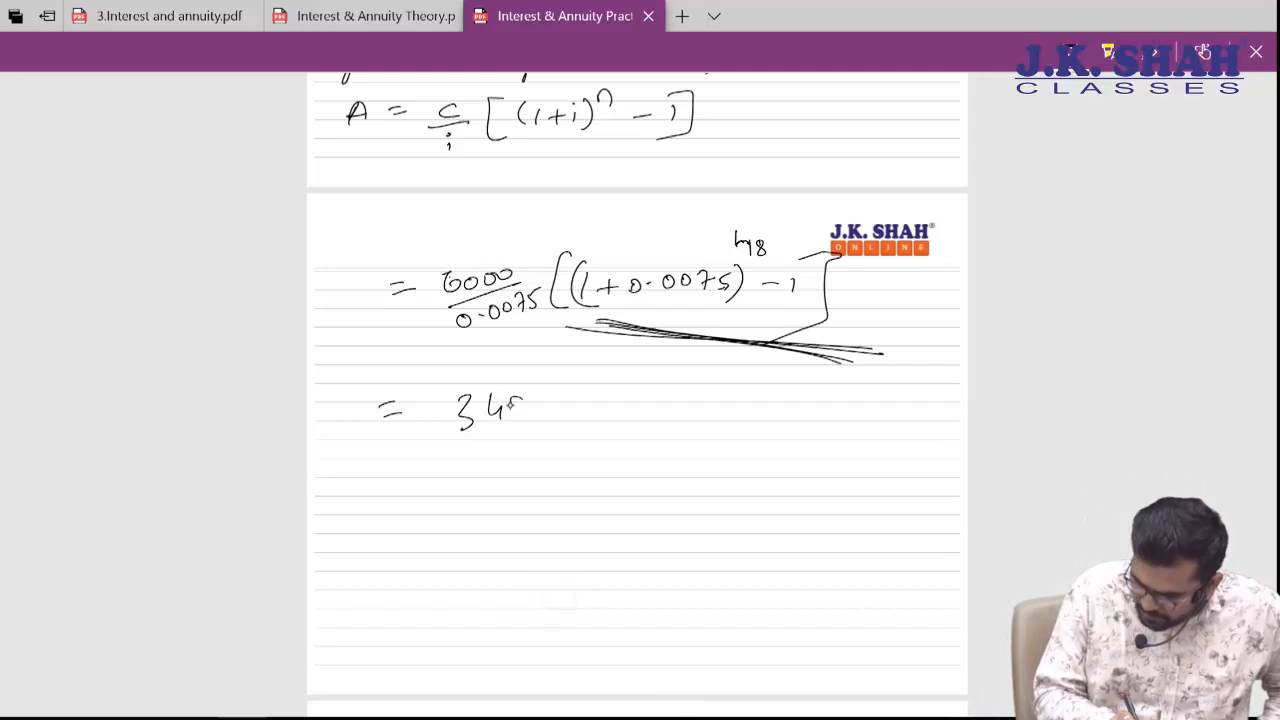 3.Interest and annuity.pdf
Interest & Annuity Theory.p
Interest & Annuity Pract
J.K. SHAH
CLASSES
A = C/i [(1+i)^n - 1]
J.K. SHAH
ONLINE
= 6000/0.0075 [(1+0.0075)^48 - 1]
= 34